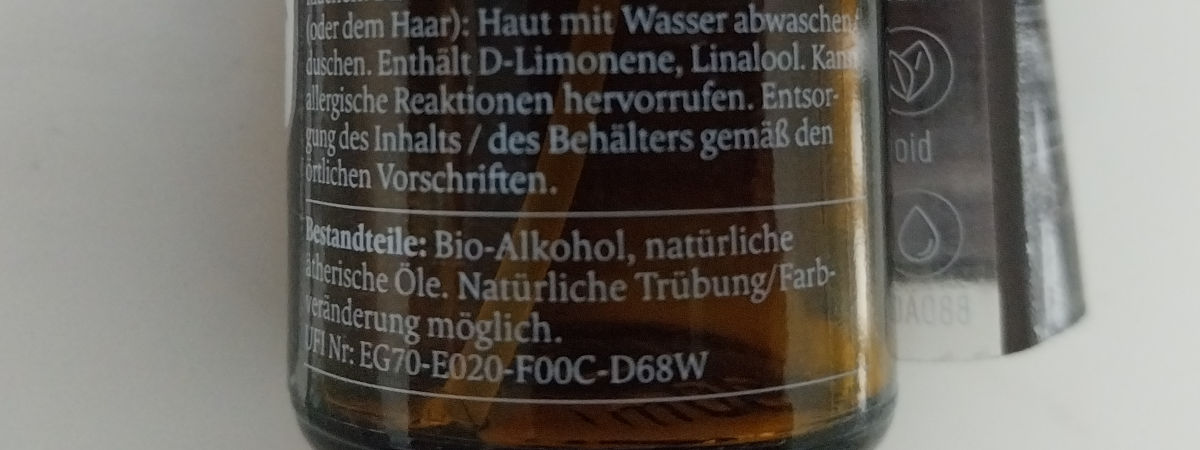 (oder dem Haar): Haut mit Wasser abwaschen/
duschen. Enthält D-Limonene, Linalool. Kann
allergische Reaktionen hervorrufen. Entsor-
gung des Inhalts / des Behälters gemäß den
örtlichen Vorschriften.
Bestandteile: Bio-Alkohol, natürliche
ätherische Öle. Natürliche Trübung/Farb-
veränderung möglich.
UFI Nr: EG70-E020-F00C-D68W
oid